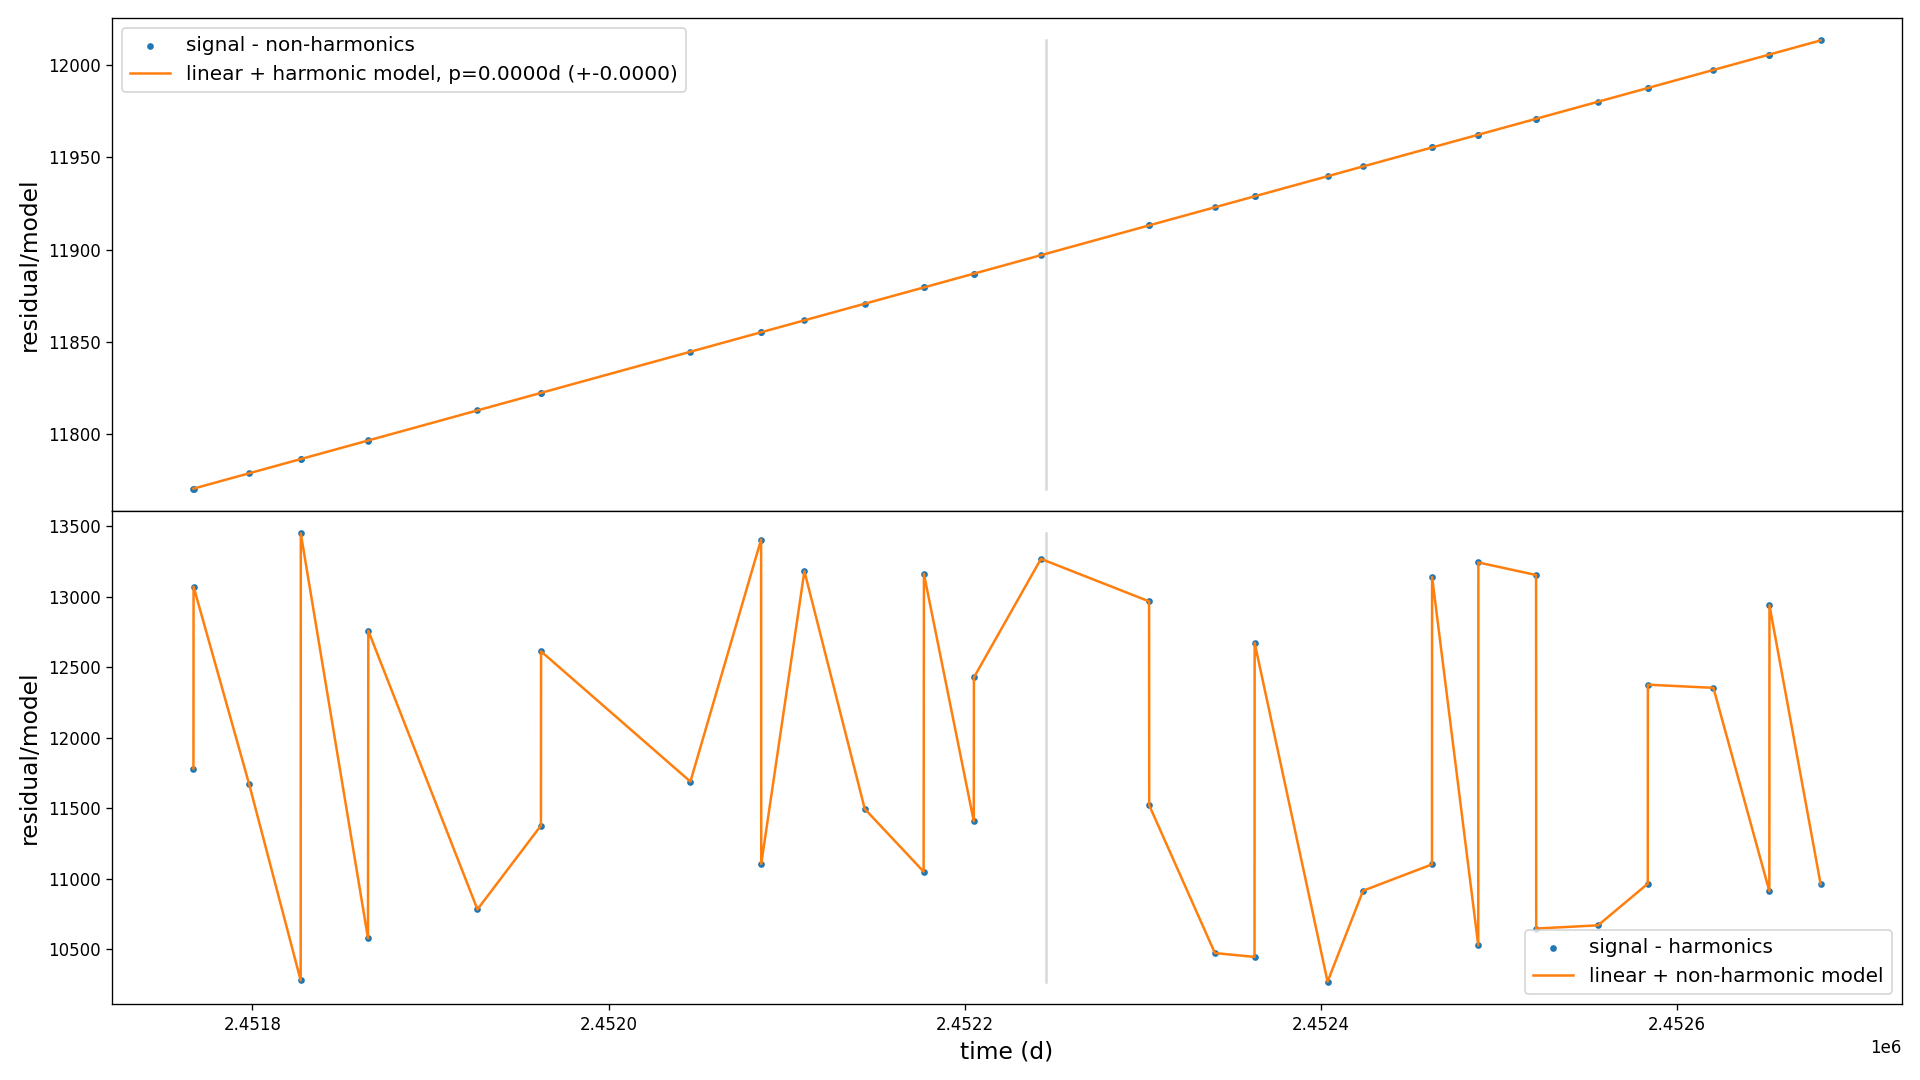 signal - non-harmonics
linear + harmonic model, p=0.0000d (+-0.0000)
12000
11950
11900
11850
11800
residual/model
13500
13000
12500
12000
11500
11000
10500
residual/model
signal - harmonics
linear + non-harmonic model
2.4518
2.4520
2.4522
2.4524
2.4526
1e6
time (d)